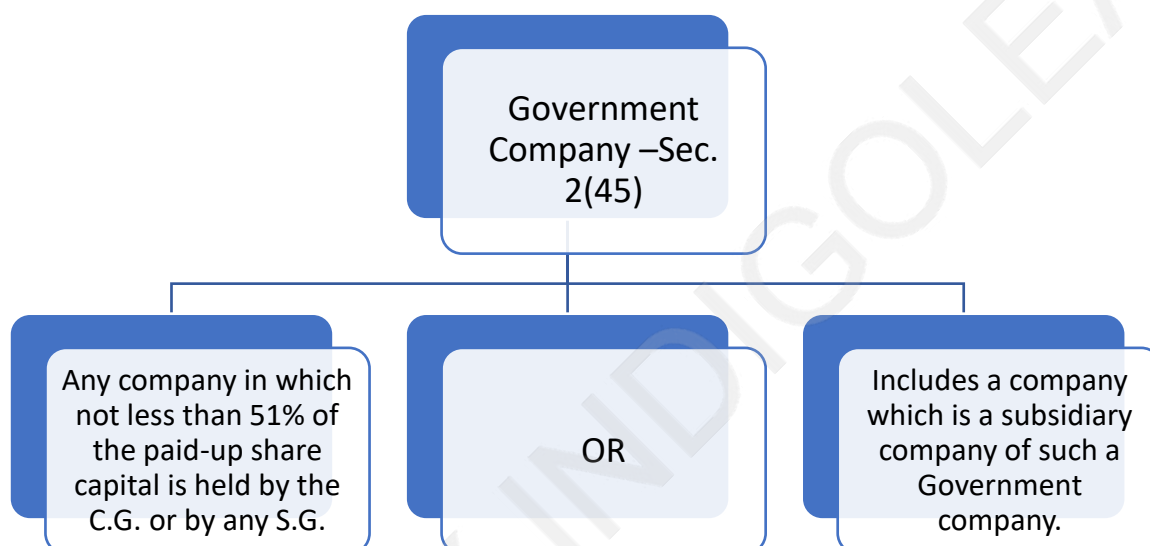 Government
Company –Sec.
2(45)
Any company in which
not less than 51% of
the paid-up share
capital is held by the
C.G. or by any S.G.
OR
Includes a company
which is a subsidiary
company of such a
Government
company.